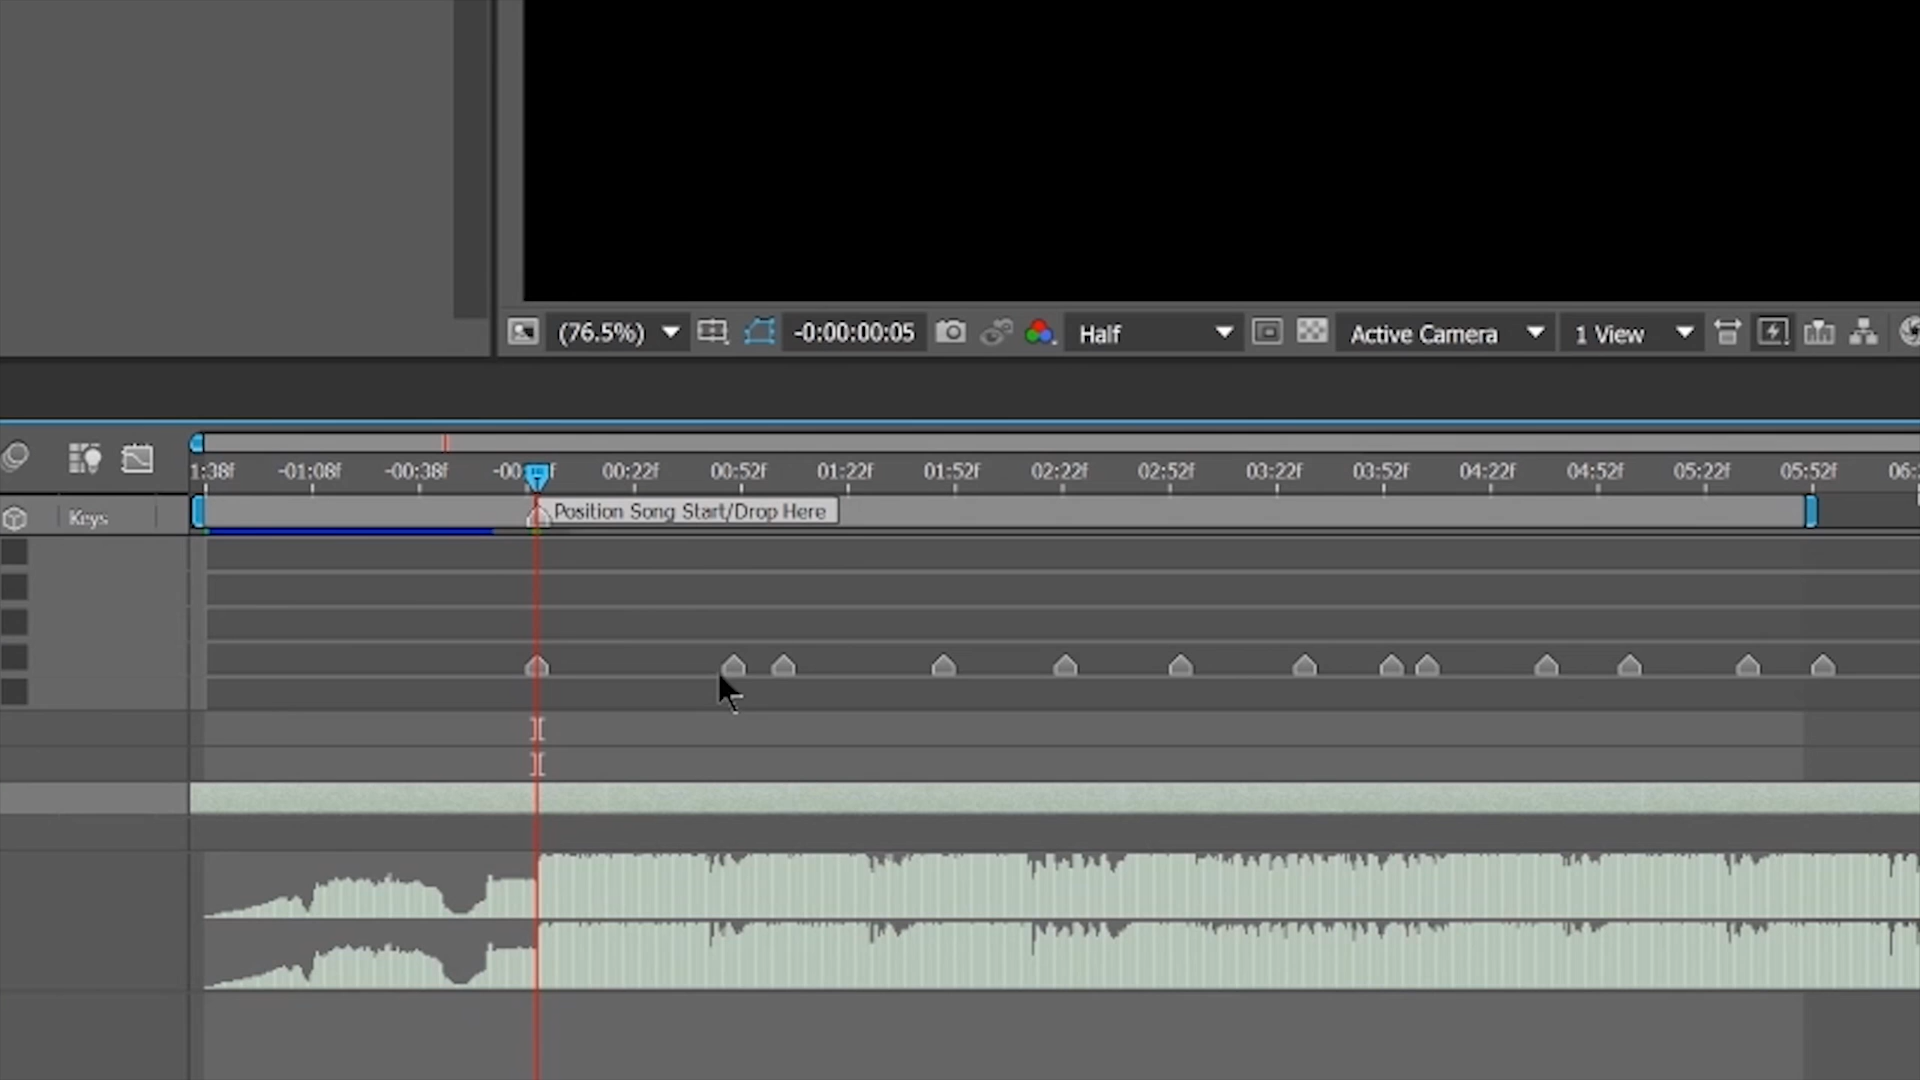 (76.5%) -0:00:00:05 Half Active Camera 1 View
1:38f -01:08f -00:38f -00 f 00:22f 00:52f 01:22f 01:52f 02:22f 02:52f 03:22f 03:52f 04:22f 04:52f 05:22f 05:52f 06:
Keys Position Song Start/Drop Here